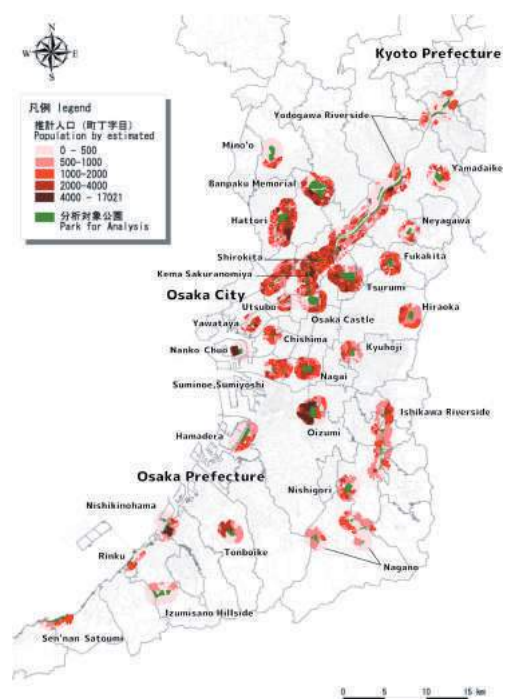 N
W E
S
Kyoto Prefecture
凡例 legend
推計人口（町丁字目）
Population by estimated
0 - 500
500-1000
1000-2000
2000-4000
4000 - 17021
分析対象公園
Park for Analysis
Yodogawa Riverside
Mino'o
Yamadaike
Banpaku Memorial
Hattori
Neyagawa
Shirokita
Fukakita
Kema Sakuranomiya
Tsurumi
Osaka City
Utsubo
Hiraoka
Osaka Castle
Yawataya
Chishima
Nanko Chuo
Kyuhoji
Suminoe,Sumiyoshi
Nagai
Ishikawa Riverside
Oizumi
Hamadera
Osaka Prefecture
Nishigori
Nishikinohama
Tonboike
Rinku
Nagano
Izumisano Hillside
Sen'nan Satoumi
0 5 10 15 km